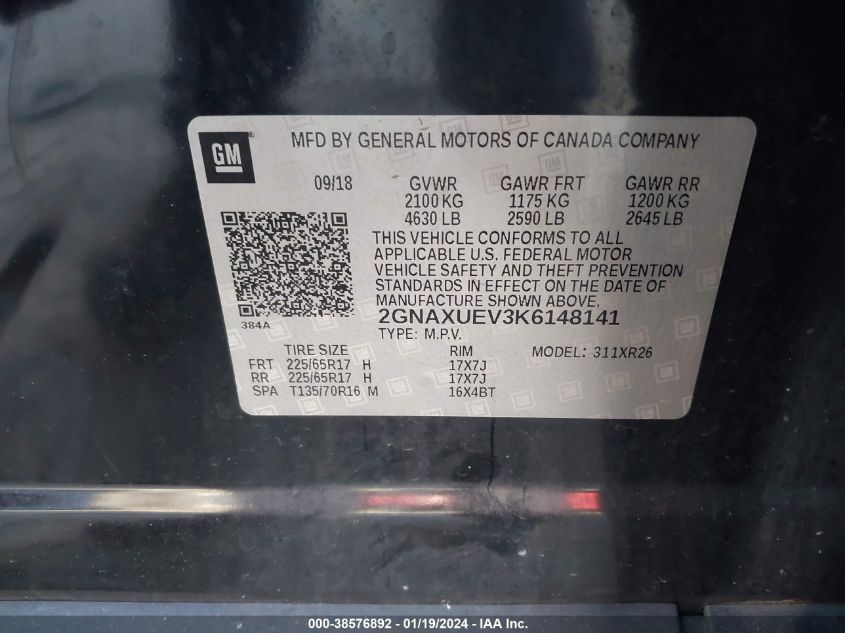 GM
MFD BY GENERAL MOTORS OF CANADA COMPANY
09/18 GVWR GAWR FRT GAWR RR
2100 KG 1175 KG 1200 KG
4630 LB 2590 LB 2645 LB
THIS VEHICLE CONFORMS TO ALL
APPLICABLE U.S. FEDERAL MOTOR
VEHICLE SAFETY AND THEFT PREVENTION
STANDARDS IN EFFECT ON THE DATE OF
MANUFACTURE SHOWN ABOVE.
384A
2GNAXUEV3K6148141
TYPE: M.P.V.
TIRE SIZE RIM MODEL: 311XR26
FRT 225/65R17 H 17X7J
RR 225/65R17 H 17X7J
SPA T135/70R16 M 16X4BT
000-38576892 - 01/19/2024 - IAA Inc.